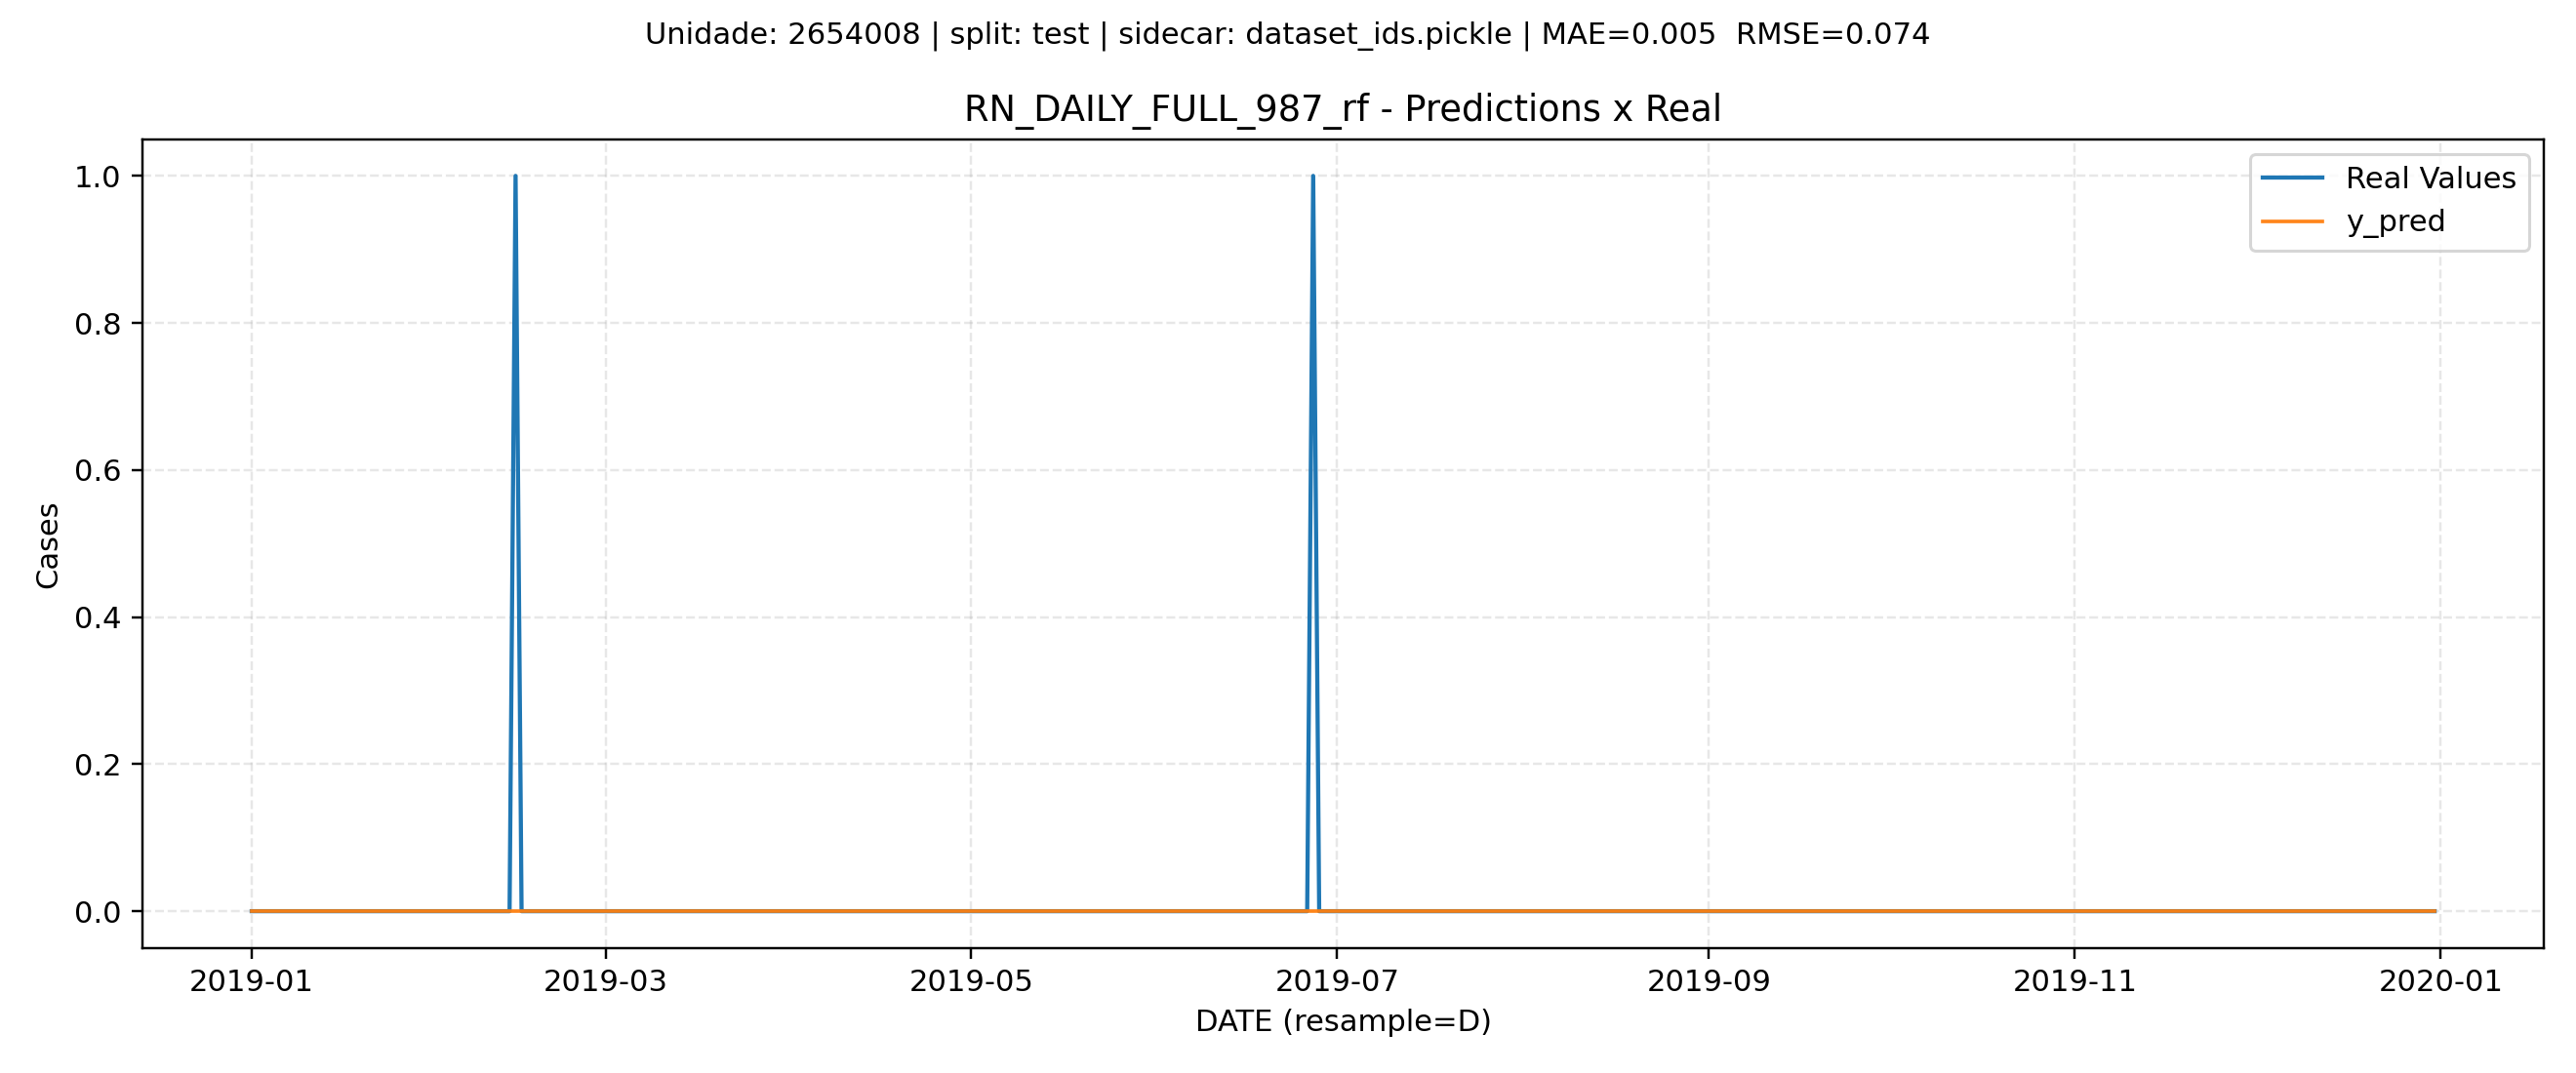 Unidade: 2654008 | split: test | sidecar: dataset_ids.pickle | MAE=0.005  RMSE=0.074
RN_DAILY_FULL_987_rf - Predictions x Real
Real Values
y_pred
1.0
0.8
0.6
0.4
0.2
0.0
Cases
2019-01 2019-03 2019-05 2019-07 2019-09 2019-11 2020-01
DATE (resample=D)